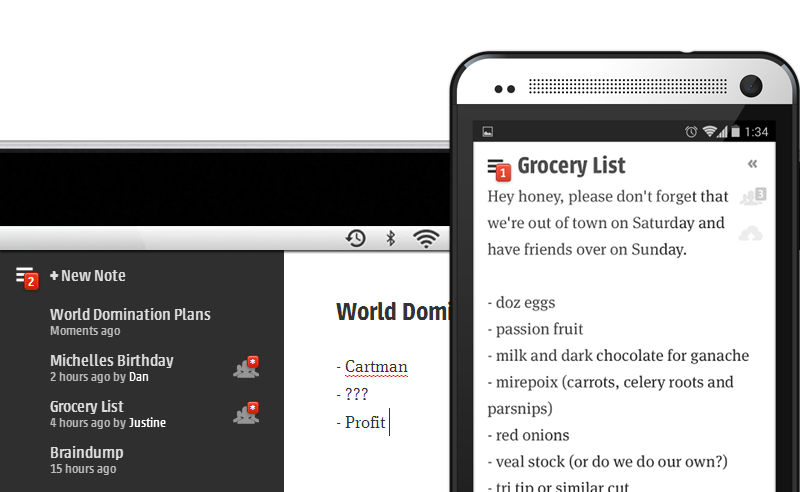 2
+ New Note
World Domination Plans
Moments ago
Michelles Birthday
2 hours ago by Dan
*
Grocery List
4 hours ago by Justine
*
Braindump
15 hours ago
World Domi
- Cartman
- ???
- Profit
1:34
1
Grocery List
«
3
Hey honey, please don't forget that
we're out of town on Saturday and
have friends over on Sunday.
- doz eggs
- passion fruit
- milk and dark chocolate for ganache
- mirepoix (carrots, celery roots and
parsnips)
- red onions
- veal stock (or do we do our own?)
- tri tip or similar cut